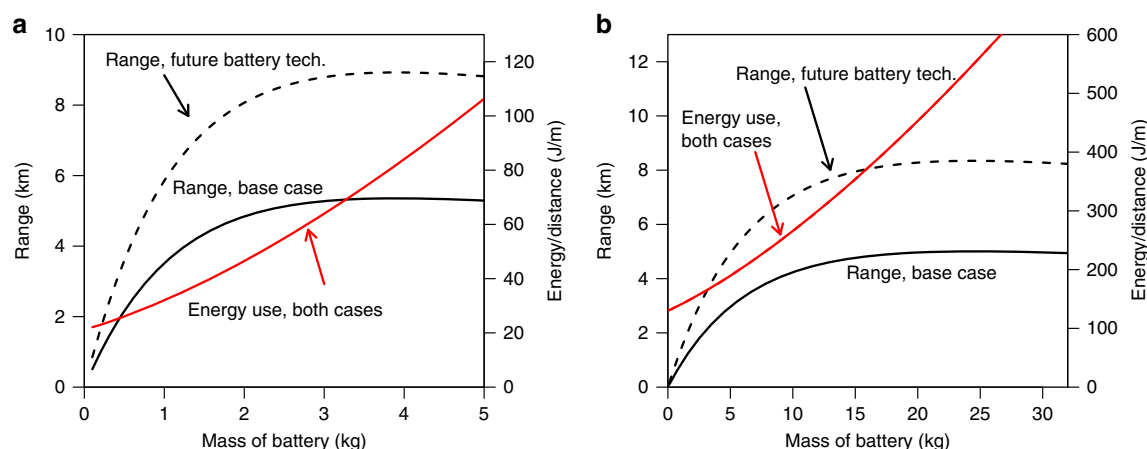 a
10
8
6
4
2
0
Range (km)
Range, future battery tech.
Range, base case
Energy use, both cases
120
100
80
60
40
20
0
Energy/distance (J/m)
0
1
2
3
4
5
Mass of battery (kg)
b
12
10
8
6
4
2
0
Range (km)
Range, future battery tech.
Energy use,
both cases
Range, base case
600
500
400
300
200
100
0
Energy/distance (J/m)
0
5
10
15
20
25
30
Mass of battery (kg)